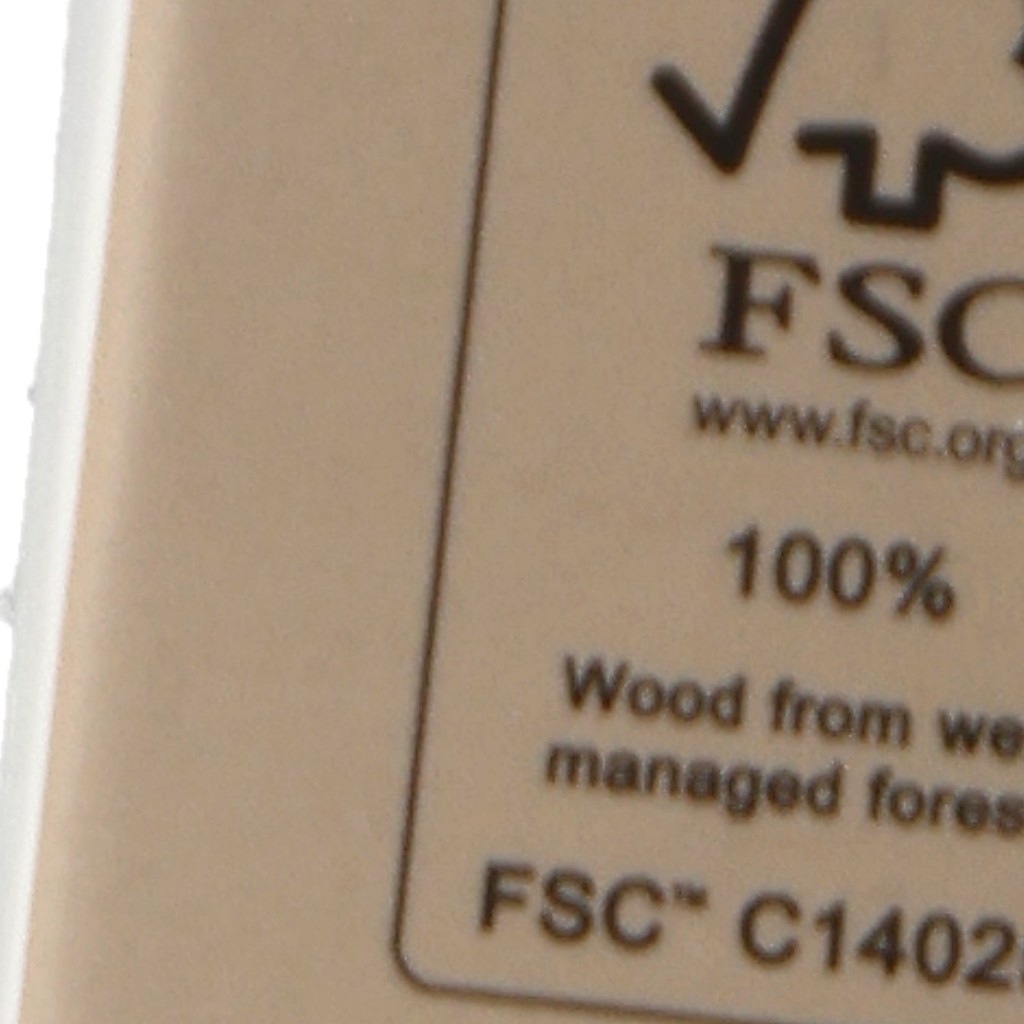 FSC
www.fsc.org
100%
Wood from we
managed fores
FSC™ C1402